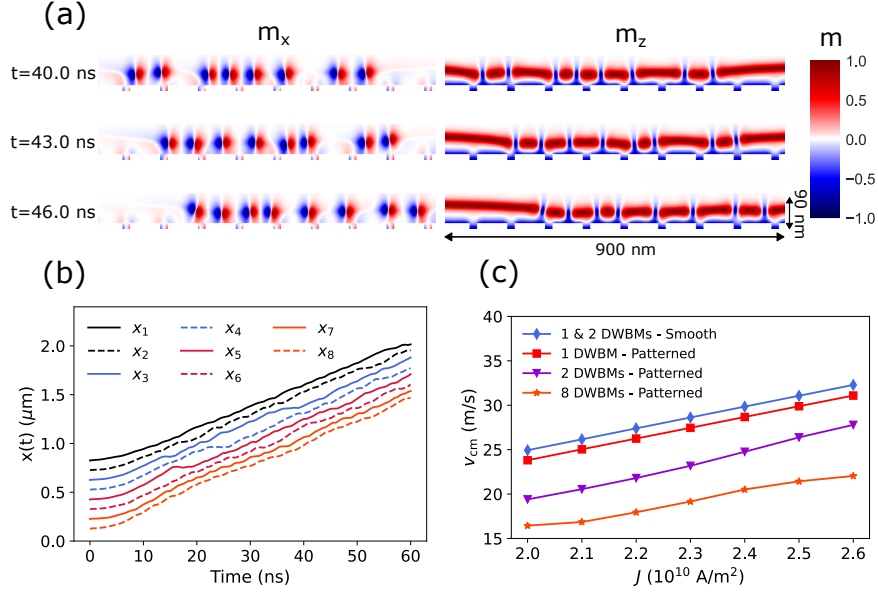 (a)
m_x
m_z
m
t=40.0 ns
t=43.0 ns
t=46.0 ns
1.0
0.5
0.0
−0.5
−1.0
90 nm
900 nm
(b)
x_1
x_2
x_3
x_4
x_5
x_6
x_7
x_8
2.0
1.5
1.0
0.5
0.0
x(t) (μm)
0 10 20 30 40 50 60
Time (ns)
(c)
1 & 2 DWBMs - Smooth
1 DWBM - Patterned
2 DWBMs - Patterned
8 DWBMs - Patterned
40
35
30
25
20
15
v_cm (m/s)
2.0 2.1 2.2 2.3 2.4 2.5 2.6
J (10^10 A/m^2)